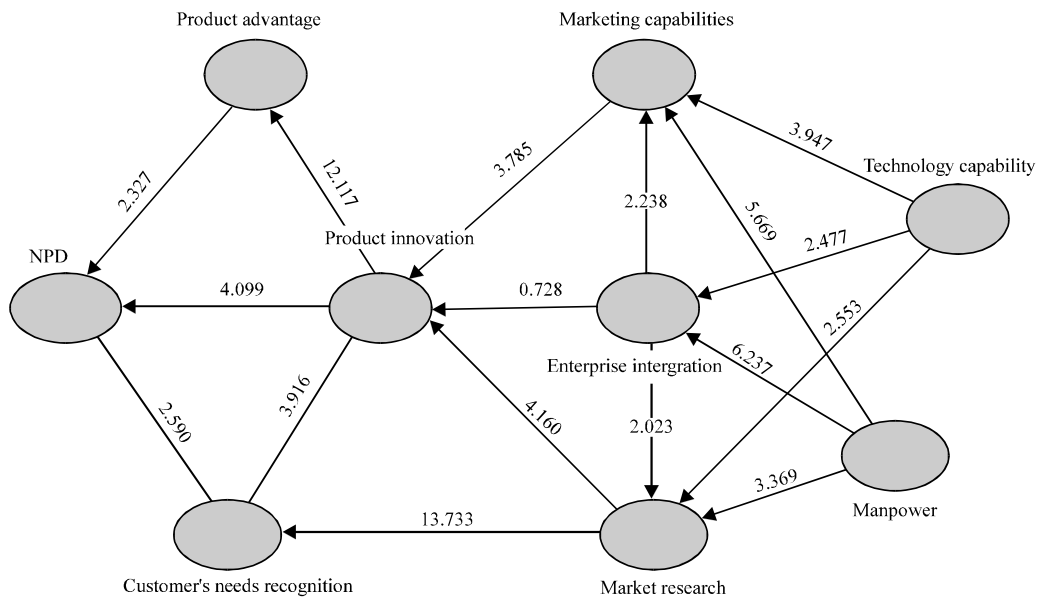 Product advantage
Marketing capabilities
3.947
Technology capability
2.327
12.117
3.785
2.238
5.669
Product innovation
2.477
NPD
4.099
0.728
2.553
Enterprise intergration
6.237
2.590
3.916
4.160
2.023
3.369
Manpower
13.733
Customer's needs recognition
Market research